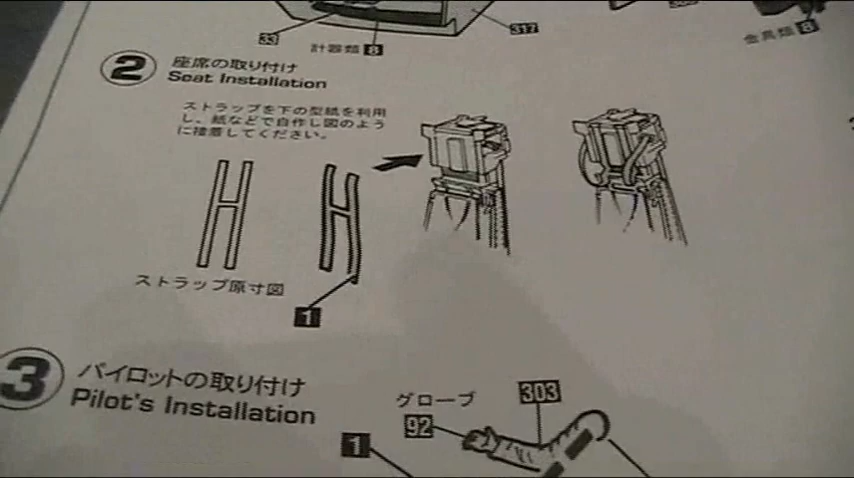 33
計器類 8
317
金具類 8
2
座席の取り付け
Seat Installation
ストラップを下の型紙を利用
し、紙などで自作し図のよう
に接着してください。
ストラップ原寸図
1
3
パイロットの取り付け
Pilot's Installation
グローブ
92
303
1